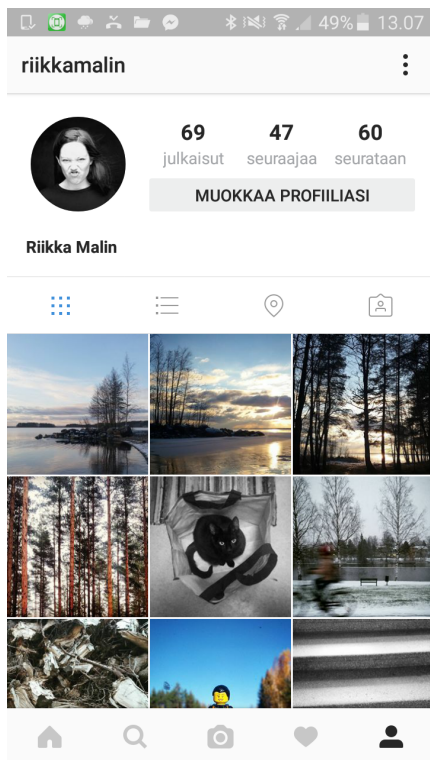 49% 13.07
riikkamalin
69 47 60
julkaisut seuraajaa seurataan
MUOKKAA PROFIILIASI
Riikka Malin